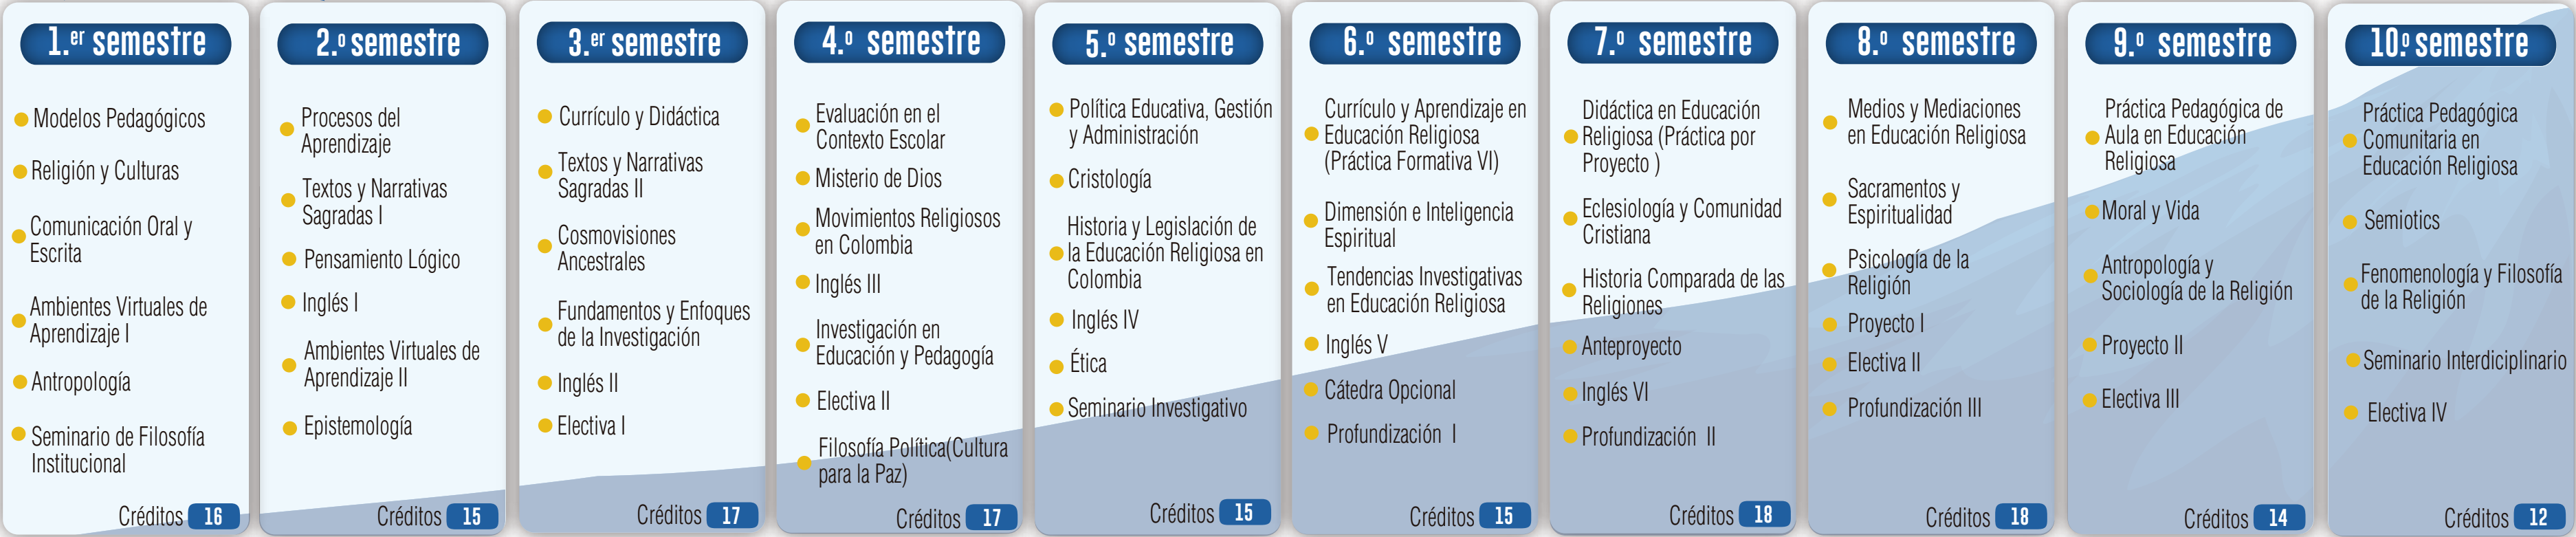 1.er semestre
Modelos Pedagógicos
Religión y Culturas
Comunicación Oral y
Escrita
Ambientes Virtuales de
Aprendizaje I
Antropología
Seminario de Filosofía
Institucional
Créditos 16
2.º semestre
Procesos del
Aprendizaje
Textos y Narrativas
Sagradas I
Pensamiento Lógico
Inglés I
Ambientes Virtuales de
Aprendizaje II
Epistemología
Créditos 15
3.er semestre
Currículo y Didáctica
Textos y Narrativas
Sagradas II
Cosmovisiones
Ancestrales
Fundamentos y Enfoques
de la Investigación
Inglés II
Electiva I
Créditos 17
4.º semestre
Evaluación en el
Contexto Escolar
Misterio de Dios
Movimientos Religiosos
en Colombia
Inglés III
Investigación en
Educación y Pedagogía
Electiva II
Filosofía Política(Cultura
para la Paz)
Créditos 17
5.º semestre
Política Educativa, Gestión
y Administración
Cristología
Historia y Legislación de
la Educación Religiosa en
Colombia
Inglés IV
Ética
Seminario Investigativo
Créditos 15
6.º semestre
Currículo y Aprendizaje en
Educación Religiosa
(Práctica Formativa VI)
Dimensión e Inteligencia
Espiritual
Tendencias Investigativas
en Educación Religiosa
Inglés V
Cátedra Opcional
Profundización I
Créditos 15
7.º semestre
Didáctica en Educación
Religiosa (Práctica por
Proyecto )
Eclesiología y Comunidad
Cristiana
Historia Comparada de las
Religiones
Anteproyecto
Inglés VI
Profundización II
Créditos 18
8.º semestre
Medios y Mediaciones
en Educación Religiosa
Sacramentos y
Espiritualidad
Psicología de la
Religión
Proyecto I
Electiva II
Profundización III
Créditos 18
9.º semestre
Práctica Pedagógica de
Aula en Educación
Religiosa
Moral y Vida
Antropología y
Sociología de la Religión
Proyecto II
Electiva III
Créditos 14
10.º semestre
Práctica Pedagógica
Comunitaria en
Educación Religiosa
Semiotics
Fenomenología y Filosofía
de la Religión
Seminario Interdiciplinario
Electiva IV
Créditos 12